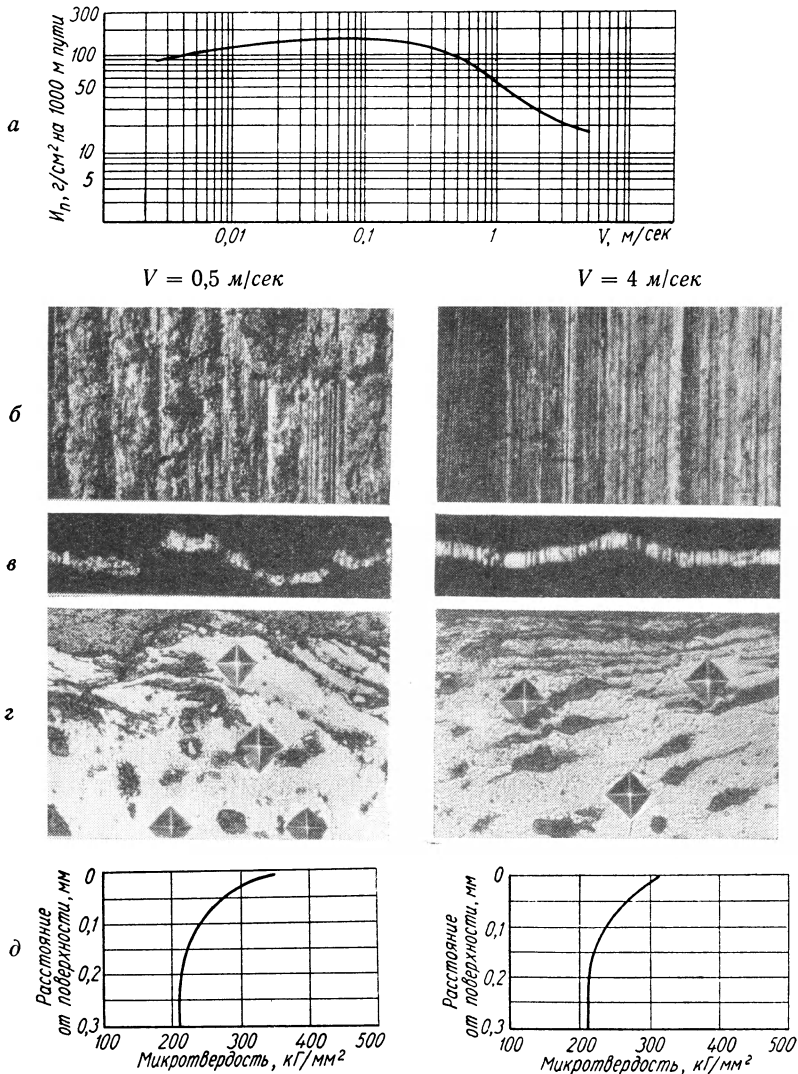 а
Ип, г/см² на 1000 м пути
300
100
50
10
5
0,01 0,1 1 V, м/сек
V = 0,5 м/сек V = 4 м/сек
б
в
г
д
Расстояние
от поверхности, мм
0
0,1
0,2
0,3
100 200 300 400 500
Микротвердость, кГ/мм²
Расстояние
от поверхности, мм
0
0,1
0,2
0,3
100 200 300 400 500
Микротвердость, кГ/мм²